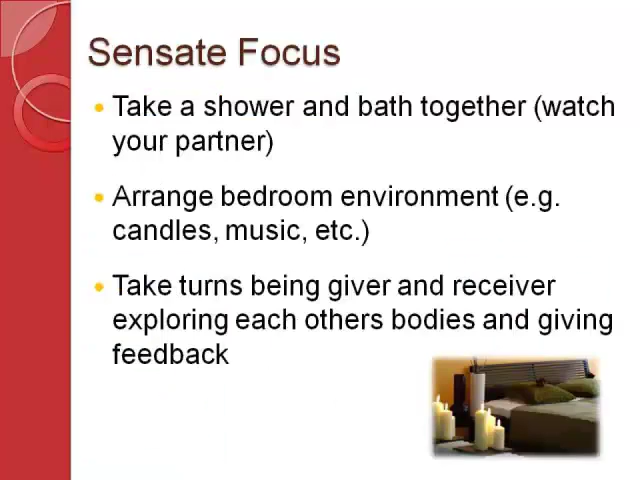 Sensate Focus
Take a shower and bath together (watch
your partner)
Arrange bedroom environment (e.g.
candles, music, etc.)
Take turns being giver and receiver
exploring each others bodies and giving
feedback